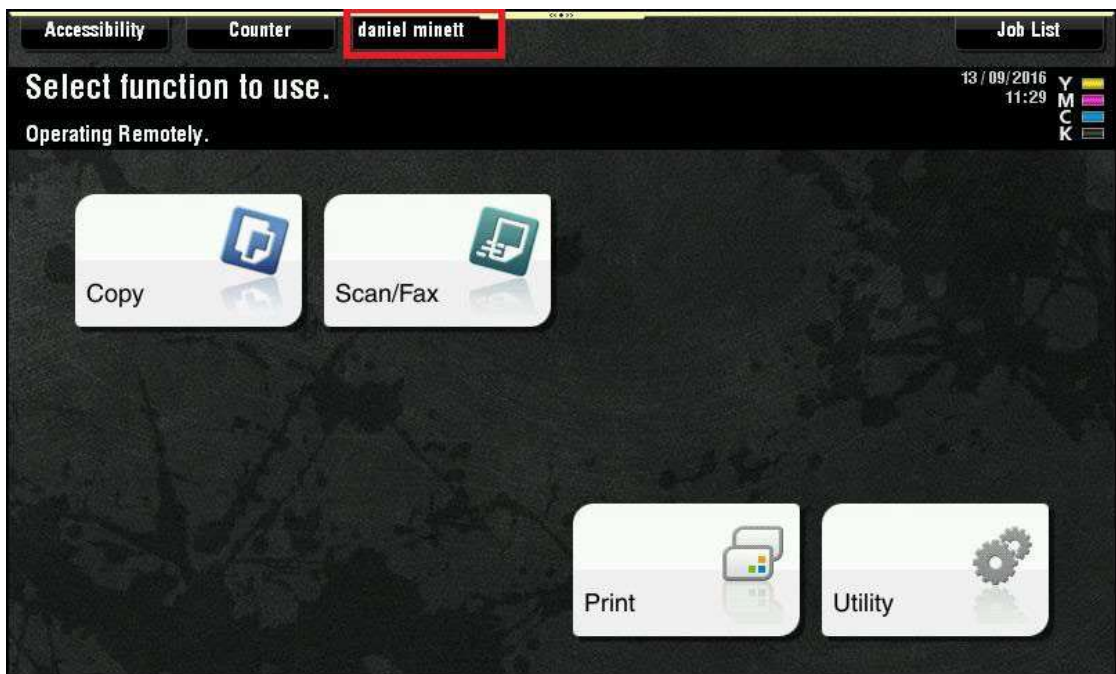 Accessibility
Counter
daniel minett
Job List
Select function to use.
13/09/2016
11:29
Y
M
C
K
Operating Remotely.
Copy
Scan/Fax
Print
Utility